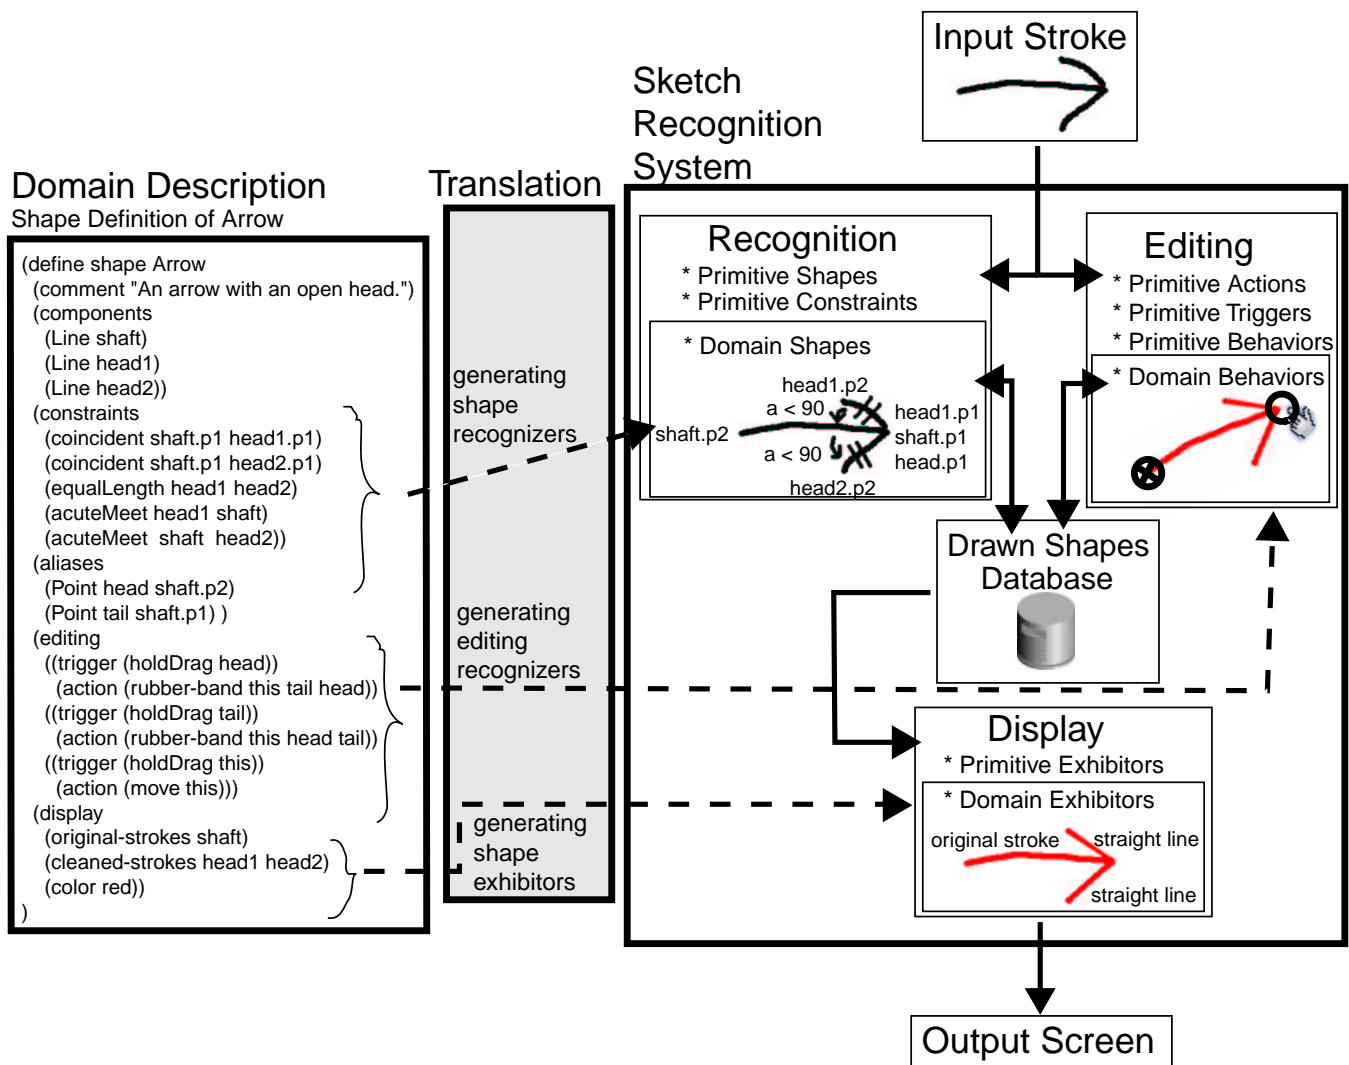 Input Stroke
Sketch
Recognition
System
Domain Description
Shape Definition of Arrow
(define shape Arrow
(comment "An arrow with an open head.")
(components
(Line shaft)
(Line head1)
(Line head2))
(constraints
(coincident shaft.p1 head1.p1)
(coincident shaft.p1 head2.p1)
(equalLength head1 head2)
(acuteMeet head1 shaft)
(acuteMeet shaft head2))
(aliases
(Point head shaft.p2)
(Point tail shaft.p1) )
(editing
((trigger (holdDrag head))
(action (rubber-band this tail head))
((trigger (holdDrag tail))
(action (rubber-band this head tail))
((trigger (holdDrag this))
(action (move this)))
(display
(original-strokes shaft)
(cleaned-strokes head1 head2)
(color red))
)
Translation
generating
shape
recognizers
generating
editing
recognizers
generating
shape
exhibitors
Recognition
* Primitive Shapes
* Primitive Constraints
* Domain Shapes
head1.p2
a < 90
shaft.p2
a < 90
head2.p2
head1.p1
shaft.p1
head.p1
Editing
* Primitive Actions
* Primitive Triggers
* Primitive Behaviors
* Domain Behaviors
Drawn Shapes
Database
Display
* Primitive Exhibitors
* Domain Exhibitors
original stroke
straight line
straight line
Output Screen